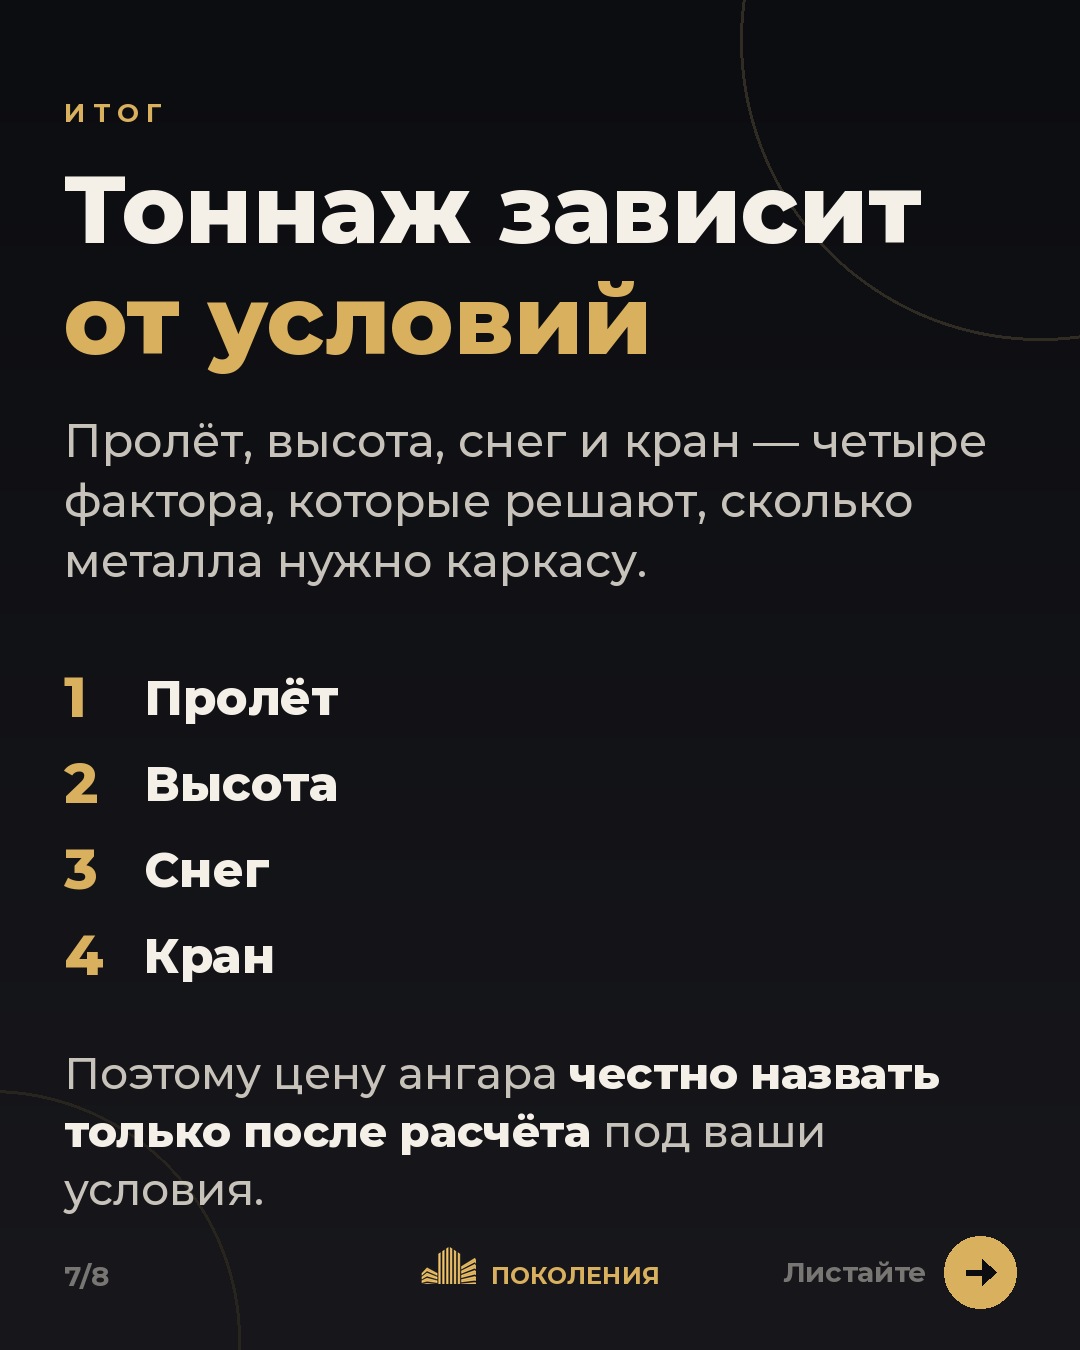 ИТОГ
Тоннаж зависит
от условий
Пролёт, высота, снег и кран — четыре
фактора, которые решают, сколько
металла нужно каркасу.
1 Пролёт
2 Высота
3 Снег
4 Кран
Поэтому цену ангара честно назвать
только после расчёта под ваши
условия.
7/8 ПОКОЛЕНИЯ Листайте